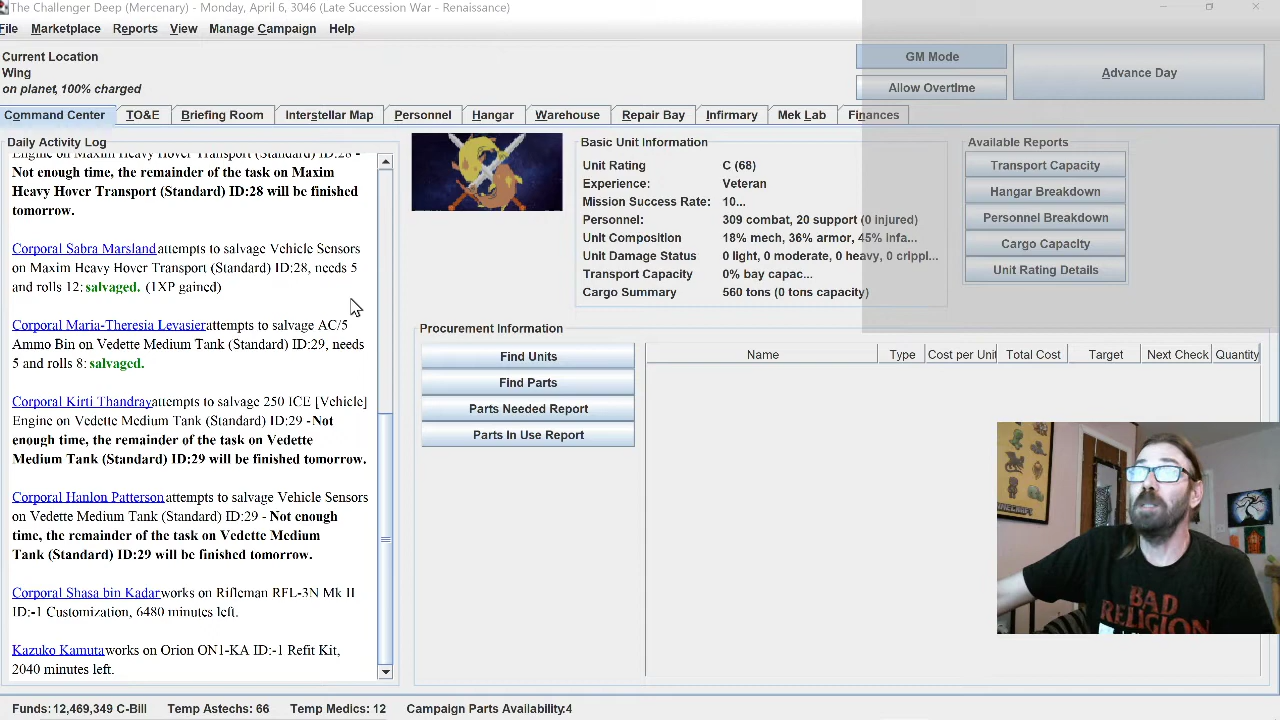 The Challenger Deep (Mercenary) - Monday, April 6, 3046 (Late Succession War - Renaissance)
File Marketplace Reports View Manage Campaign Help
Current Location
Wing
on planet, 100% charged
GM Mode
Allow Overtime
Advance Day
Command Center TO&E Briefing Room Interstellar Map Personnel Hangar Warehouse Repair Bay Infirmary Mek Lab Finances
Daily Activity Log
Engine on Maxim Heavy Hover Transport (Standard) ID:28 -
Not enough time, the remainder of the task on Maxim
Heavy Hover Transport (Standard) ID:28 will be finished
tomorrow.
Corporal Sabra Marsland attempts to salvage Vehicle Sensors
on Maxim Heavy Hover Transport (Standard) ID:28, needs 5
and rolls 12: salvaged. (1XP gained)
Corporal Maria-Theresia Levasier attempts to salvage AC/5
Ammo Bin on Vedette Medium Tank (Standard) ID:29, needs
5 and rolls 8: salvaged.
Corporal Kirti Thandray attempts to salvage 250 ICE [Vehicle]
Engine on Vedette Medium Tank (Standard) ID:29 - Not
enough time, the remainder of the task on Vedette
Medium Tank (Standard) ID:29 will be finished tomorrow.
Corporal Hanlon Patterson attempts to salvage Vehicle Sensors
on Vedette Medium Tank (Standard) ID:29 - Not enough
time, the remainder of the task on Vedette Medium
Tank (Standard) ID:29 will be finished tomorrow.
Corporal Shasa bin Kadar works on Rifleman RFL-3N Mk II
ID:-1 Customization, 6480 minutes left.
Kazuko Kamuta works on Orion ON1-KA ID:-1 Refit Kit,
2040 minutes left.
Basic Unit Information
Unit Rating C (68)
Experience: Veteran
Mission Success Rate: 10...
Personnel: 309 combat, 20 support (0 injured)
Unit Composition 18% mech, 36% armor, 45% infa...
Unit Damage Status 0 light, 0 moderate, 0 heavy, 0 crippl...
Transport Capacity 0% bay capac...
Cargo Summary 560 tons (0 tons capacity)
Available Reports
Transport Capacity
Hangar Breakdown
Personnel Breakdown
Cargo Capacity
Unit Rating Details
Procurement Information
Find Units
Find Parts
Parts Needed Report
Parts In Use Report
Name Type Cost per Unit Total Cost Target Next Check Quantity
MINECRAFT
BAD
RELIGION
Funds: 12,469,349 C-Bill Temp Astechs: 66 Temp Medics: 12 Campaign Parts Availability:4